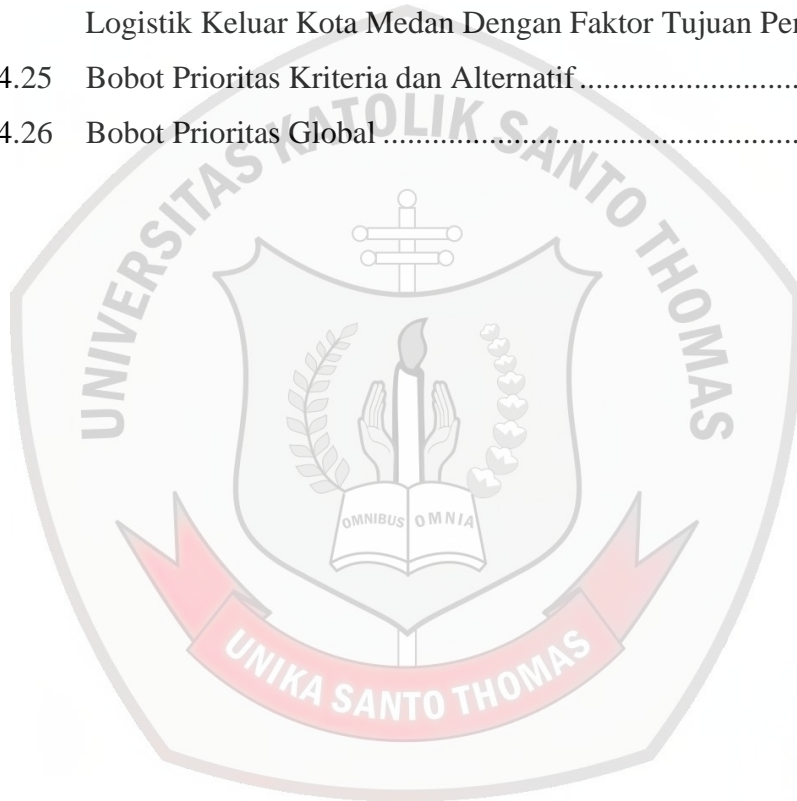 Logistik Keluar Kota Medan Dengan Faktor Tujuan
4.25 Bobot Prioritas Kriteria dan Alternatif ............................
4.26 Bobot Prioritas Global .....................................................
UNIVERSITAS KATOLIK SANTO THOMAS
OMNIBUS OMNIA
UNIKA SANTO THOMAS